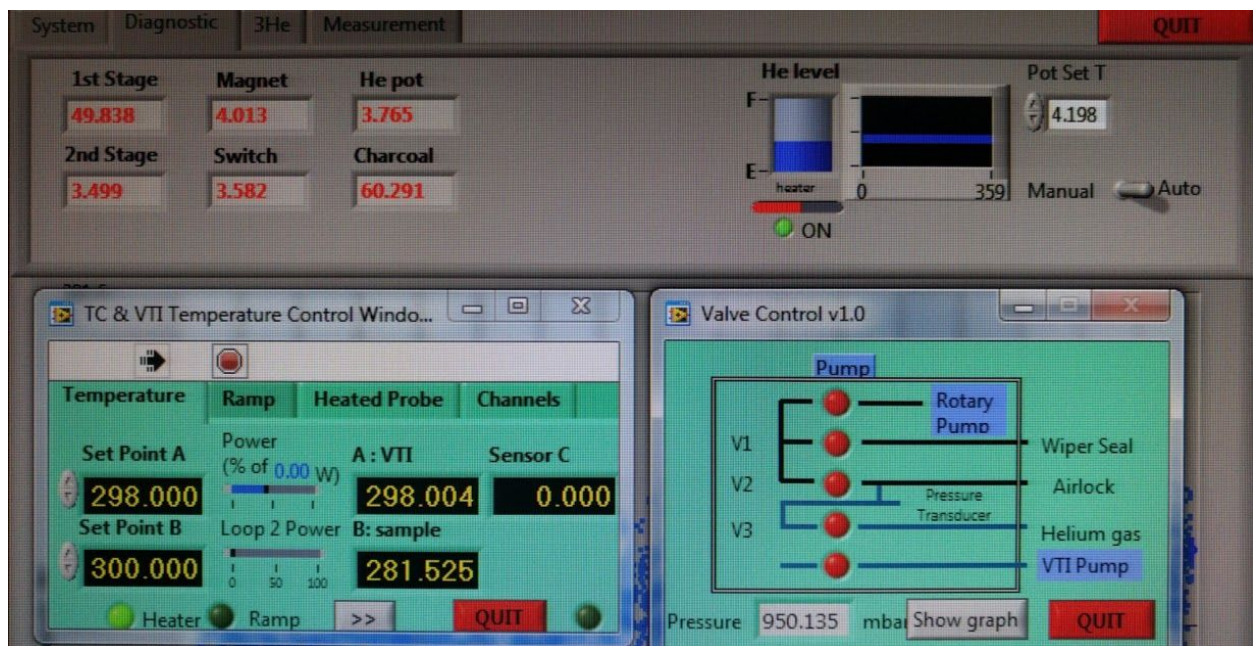 System Diagnostic 3He Measurement QUIT
1st Stage Magnet He pot He level Pot Set T
49.838 4.013 3.765 F 4.198
2nd Stage Switch Charcoal
3.499 3.582 60.291 E
heater 0 359 Manual Auto
ON
TC & VTI Temperature Control Windo...
Temperature Ramp Heated Probe Channels
Set Point A Power (% of 0.00 W) A : VTI Sensor C
298.000 298.004 0.000
Set Point B Loop 2 Power B: sample
300.000 0 50 100 281.525
Heater Ramp >> QUIT
Valve Control v1.0
Pump
Rotary
Pump
V1 Wiper Seal
V2 Airlock
Pressure
Transducer
V3 Helium gas
VTI Pump
Pressure 950.135 mbar Show graph QUIT